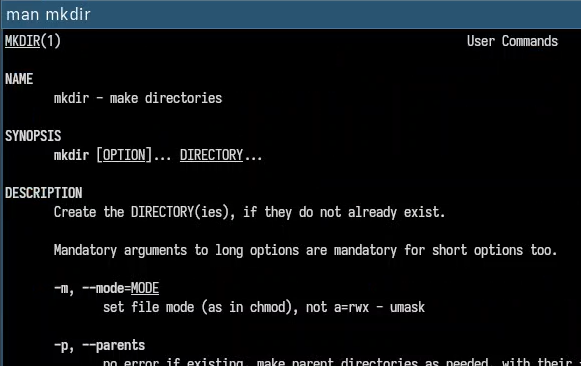 man mkdir
MKDIR(1) User Commands
NAME
mkdir - make directories
SYNOPSIS
mkdir [OPTION]... DIRECTORY...
DESCRIPTION
Create the DIRECTORY(ies), if they do not already exist.
Mandatory arguments to long options are mandatory for short options too.
-m, --mode=MODE
set file mode (as in chmod), not a=rwx - umask
-p, --parents
no error if existing, make parent directories as needed, with their